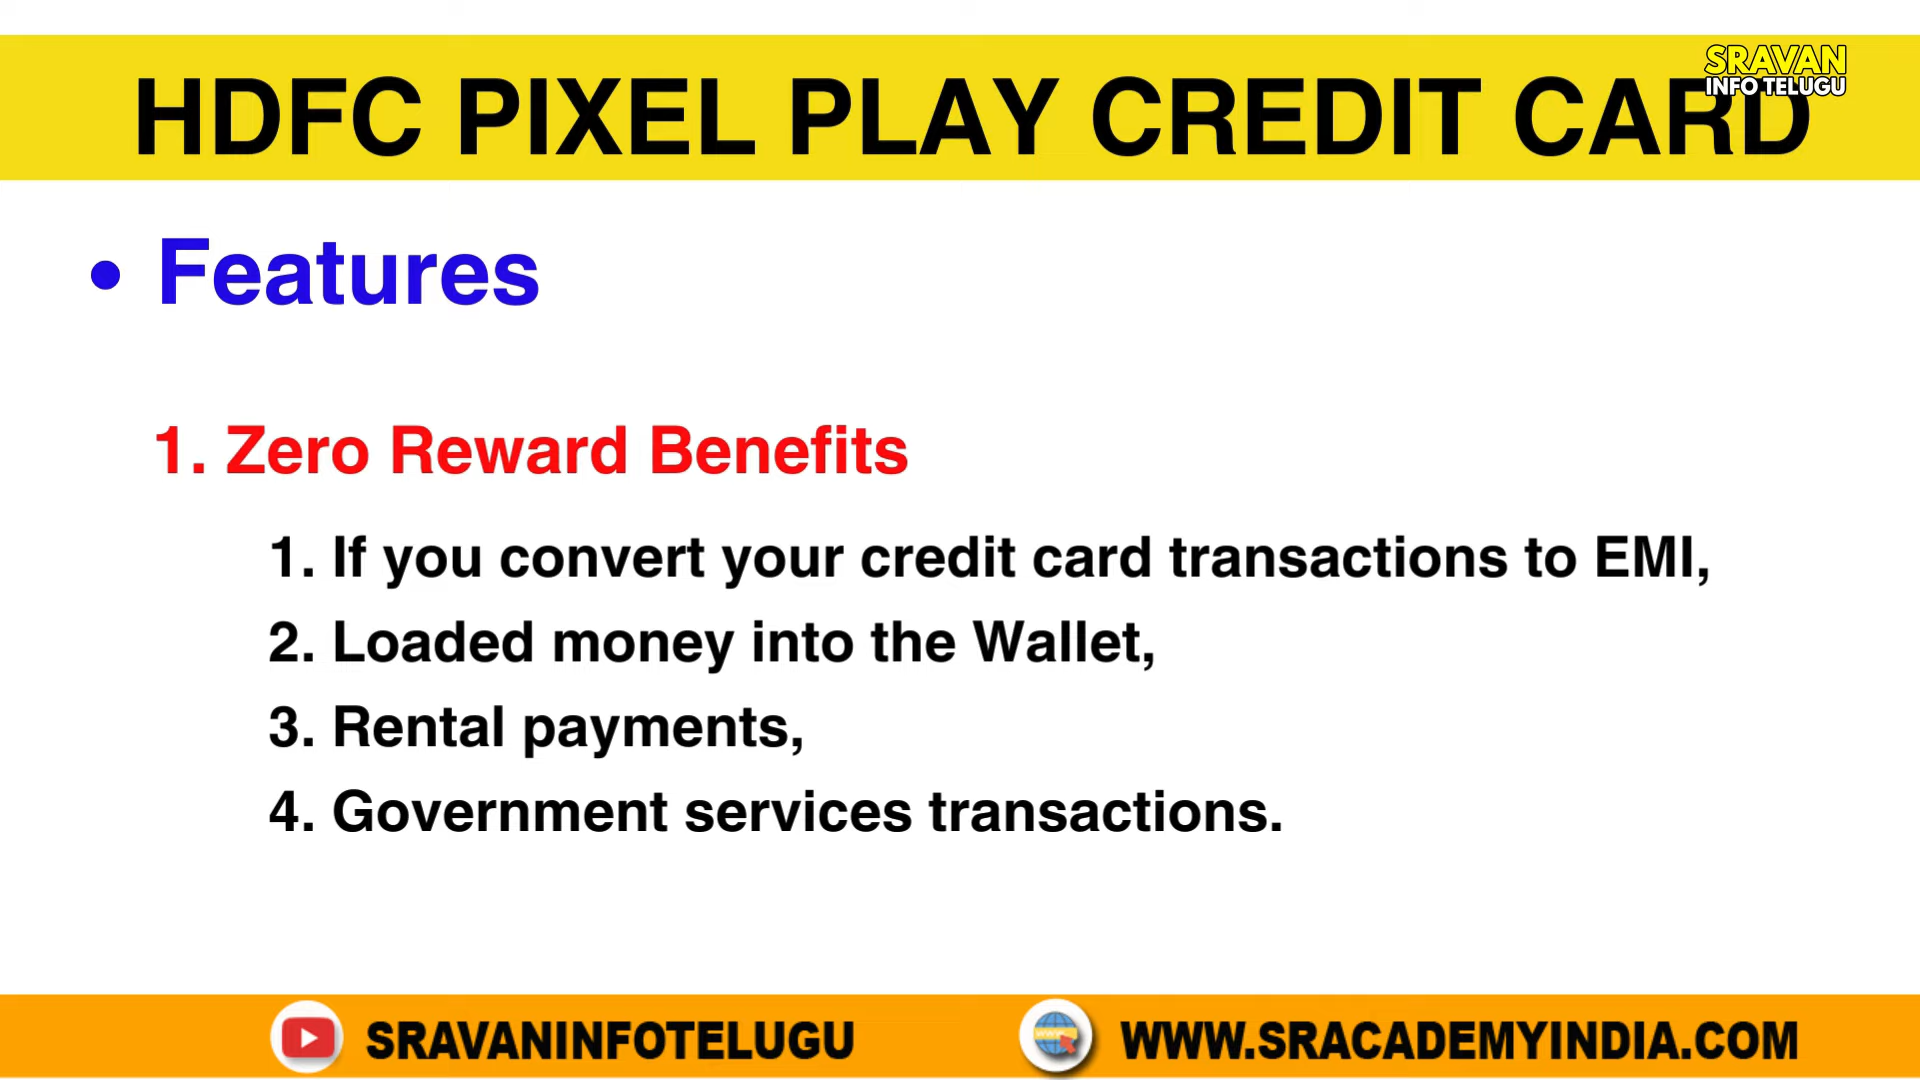 SRAVAN
INFO TELUGU
HDFC PIXEL PLAY CREDIT CARD
• Features
1. Zero Reward Benefits
1. If you convert your credit card transactions to EMI,
2. Loaded money into the Wallet,
3. Rental payments,
4. Government services transactions.
SRAVANINFOTELUGU
WWW.SRACADEMYINDIA.COM